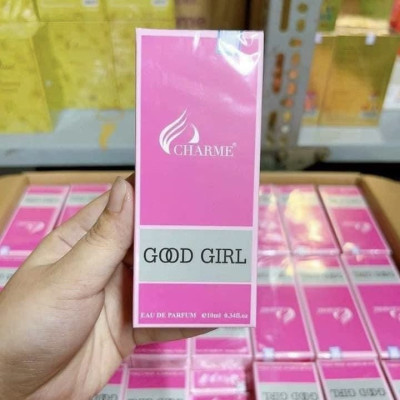 CHARME®
GOOD GIRL
EAU DE PARFUM ℮10ml 0.34fl.oz